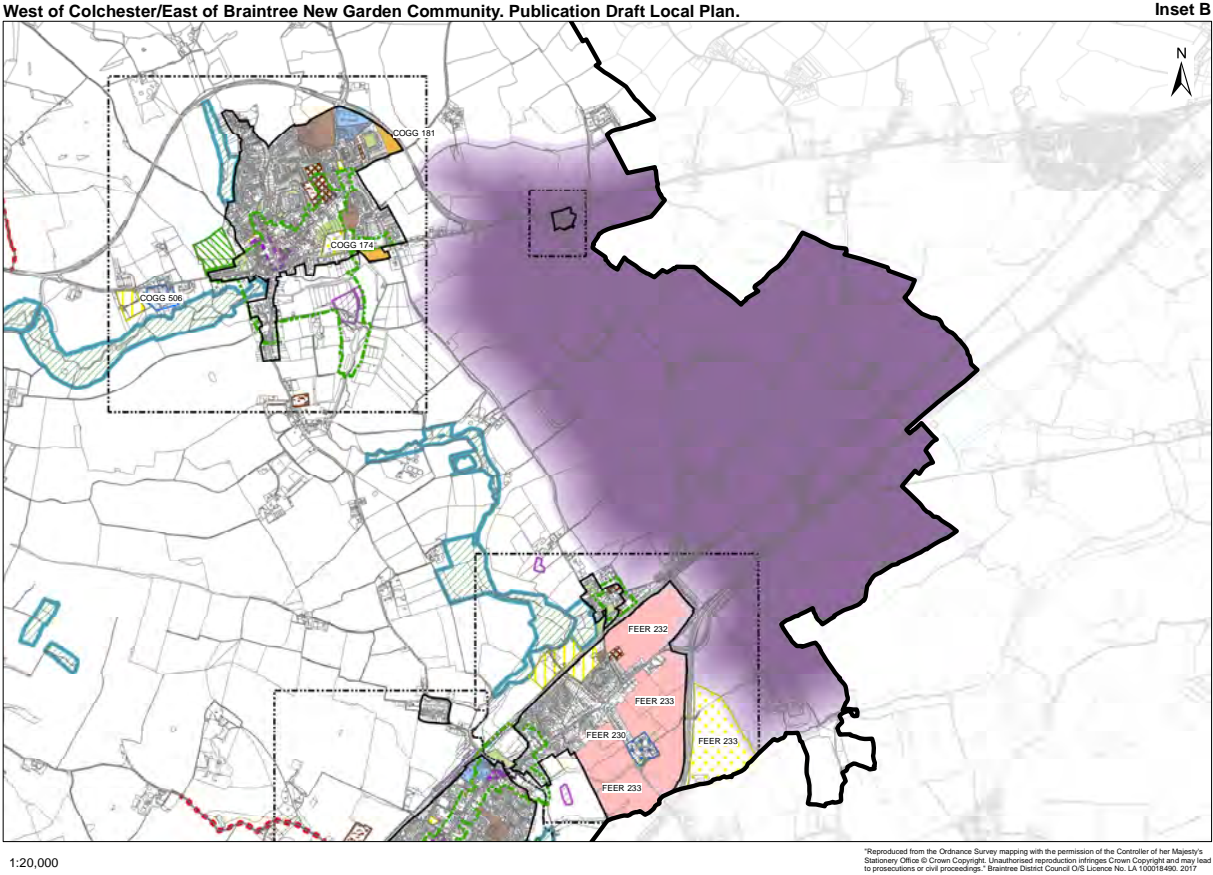 West of Colchester/East of Braintree New Garden Community. Publication Draft Local Plan.
Inset B
N
COGG 181
COGG 174
COGG 506
FEER 232
FEER 233
FEER 230
FEER 233
FEER 233
1:20,000
"Reproduced from the Ordnance Survey mapping with the permission of the Controller of her Majesty's
Stationery Office © Crown Copyright. Unauthorised reproduction infringes Crown Copyright and may lead
to prosecutions or civil proceedings." Braintree District Council O/S Licence No. LA 100018490. 2017